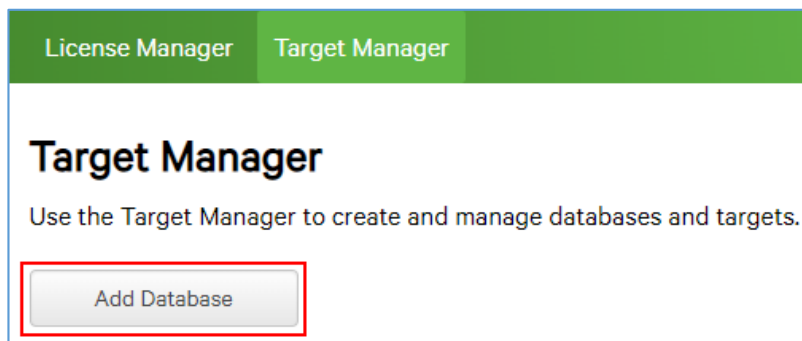 License Manager Target Manager
Target Manager
Use the Target Manager to create and manage databases and targets.
Add Database